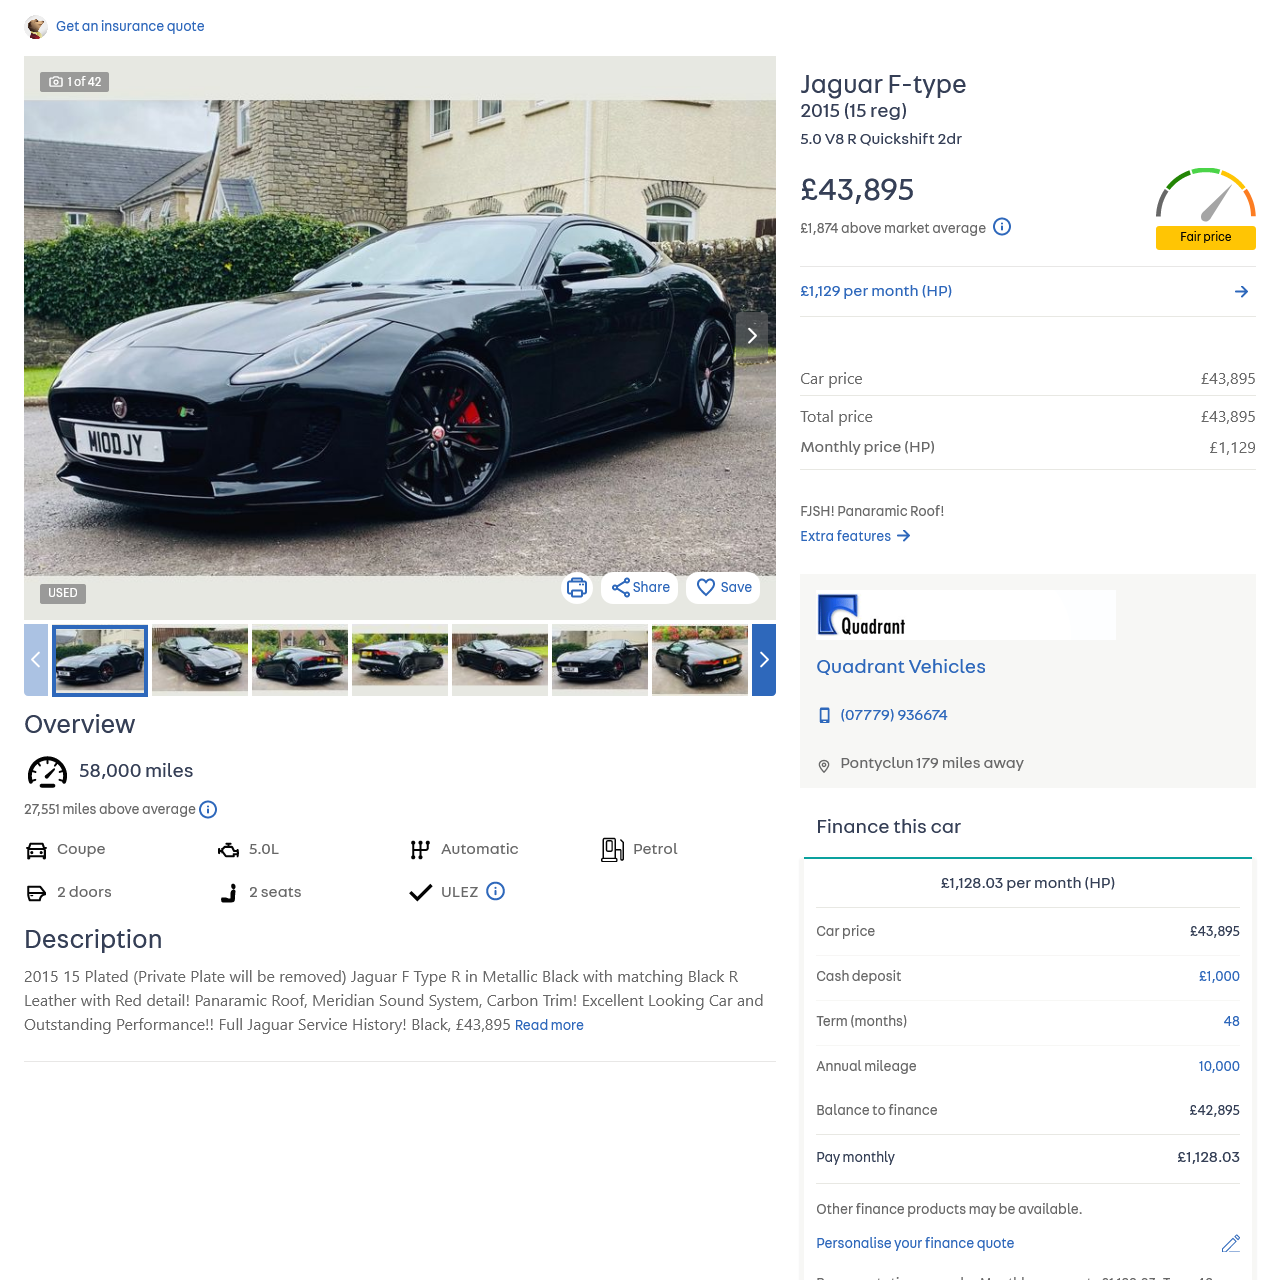 Get an insurance quote
1 of 42
M10DJY
USED
Share
Save
Overview
58,000 miles
27,551 miles above average
Coupe
5.0L
Automatic
Petrol
2 doors
2 seats
ULEZ
Description
2015 15 Plated (Private Plate will be removed) Jaguar F Type R in Metallic Black with matching Black R
Leather with Red detail! Panaramic Roof, Meridian Sound System, Carbon Trim! Excellent Looking Car and
Outstanding Performance!! Full Jaguar Service History! Black, £43,895 Read more
Jaguar F-type
2015 (15 reg)
5.0 V8 R Quickshift 2dr
£43,895
£1,874 above market average
Fair price
£1,129 per month (HP)
Car price £43,895
Total price £43,895
Monthly price (HP) £1,129
FJSH! Panaramic Roof!
Extra features
Quadrant
Quadrant Vehicles
(07779) 936674
Pontyclun 179 miles away
Finance this car
£1,128.03 per month (HP)
Car price £43,895
Cash deposit £1,000
Term (months) 48
Annual mileage 10,000
Balance to finance £42,895
Pay monthly £1,128.03
Other finance products may be available.
Personalise your finance quote